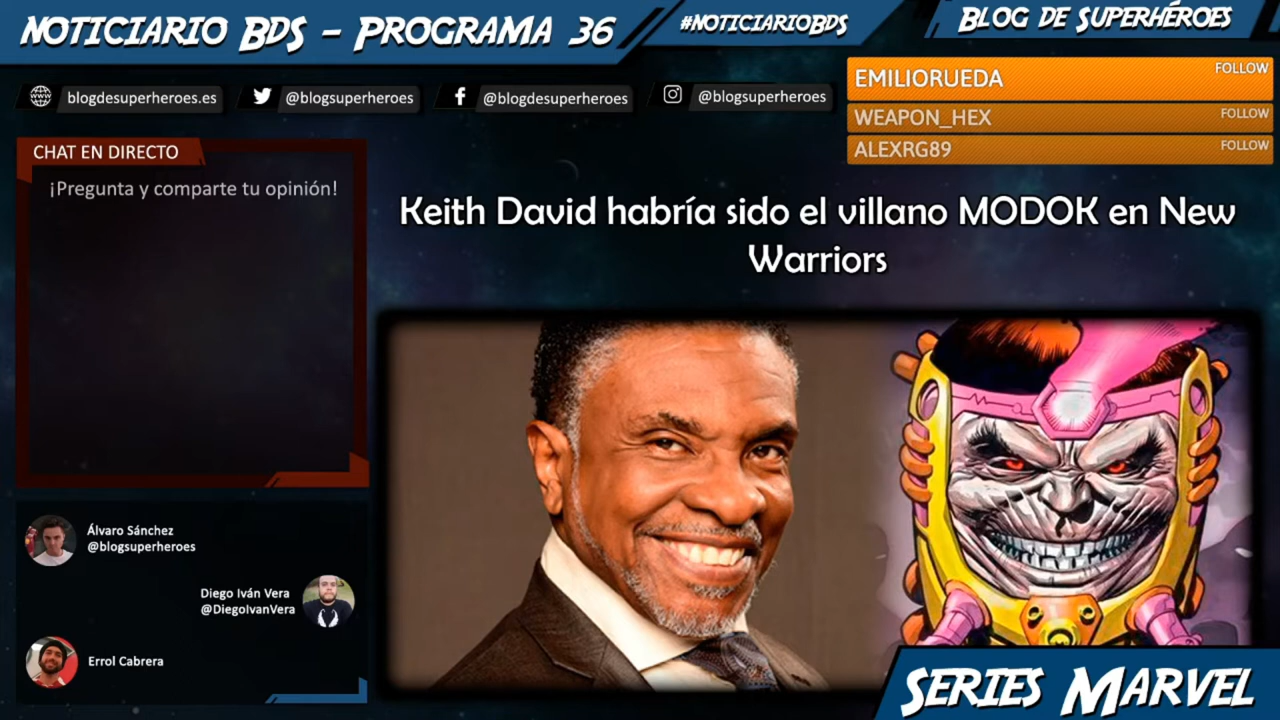 NOTICIARIO BDS - PROGRAMA 36
#NOTICIARIOBDS
BLOG DE SUPERHÉROES
blogdesuperheroes.es
@blogsuperheroes
@blogdesuperheroes
@blogsuperheroes
EMILIORUEDA FOLLOW
WEAPON_HEX FOLLOW
ALEXRG89 FOLLOW
CHAT EN DIRECTO
¡Pregunta y comparte tu opinión!
Keith David habría sido el villano MODOK en New
Warriors
Álvaro Sánchez
@blogsuperheroes
Diego Iván Vera
@DiegoIvanVera
Errol Cabrera
SERIES MARVEL